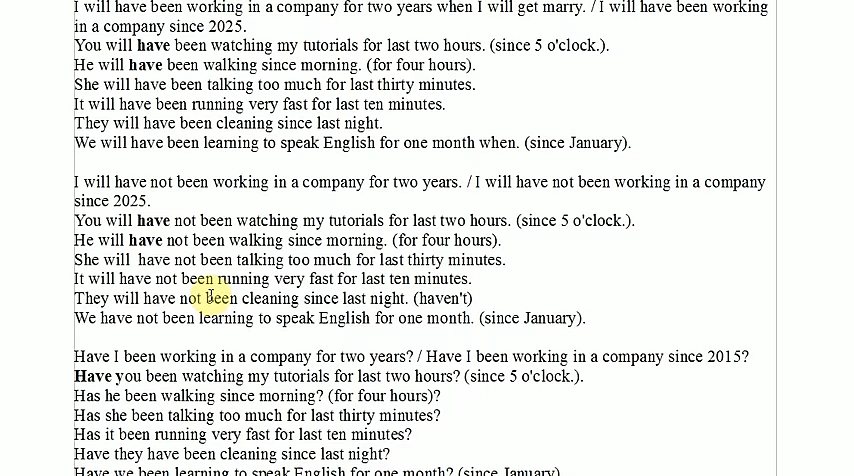 I will have been working in a company for two years when I will get marry. / I will have been working
in a company since 2025.
You will have been watching my tutorials for last two hours. (since 5 o'clock.).
He will have been walking since morning. (for four hours).
She will have been talking too much for last thirty minutes.
It will have been running very fast for last ten minutes.
They will have been cleaning since last night.
We will have been learning to speak English for one month when. (since January).
I will have not been working in a company for two years. / I will have not been working in a company
since 2025.
You will have not been watching my tutorials for last two hours. (since 5 o'clock.).
He will have not been walking since morning. (for four hours).
She will  have not been talking too much for last thirty minutes.
It will have not been running very fast for last ten minutes.
They will have not been cleaning since last night. (haven't)
We have not been learning to speak English for one month. (since January).
Have I been working in a company for two years? / Have I been working in a company since 2015?
Have you been watching my tutorials for last two hours? (since 5 o'clock.).
Has he been walking since morning? (for four hours)?
Has she been talking too much for last thirty minutes?
Has it been running very fast for last ten minutes?
Have they have been cleaning since last night?
Have we been learning to speak English for one month? (since January)